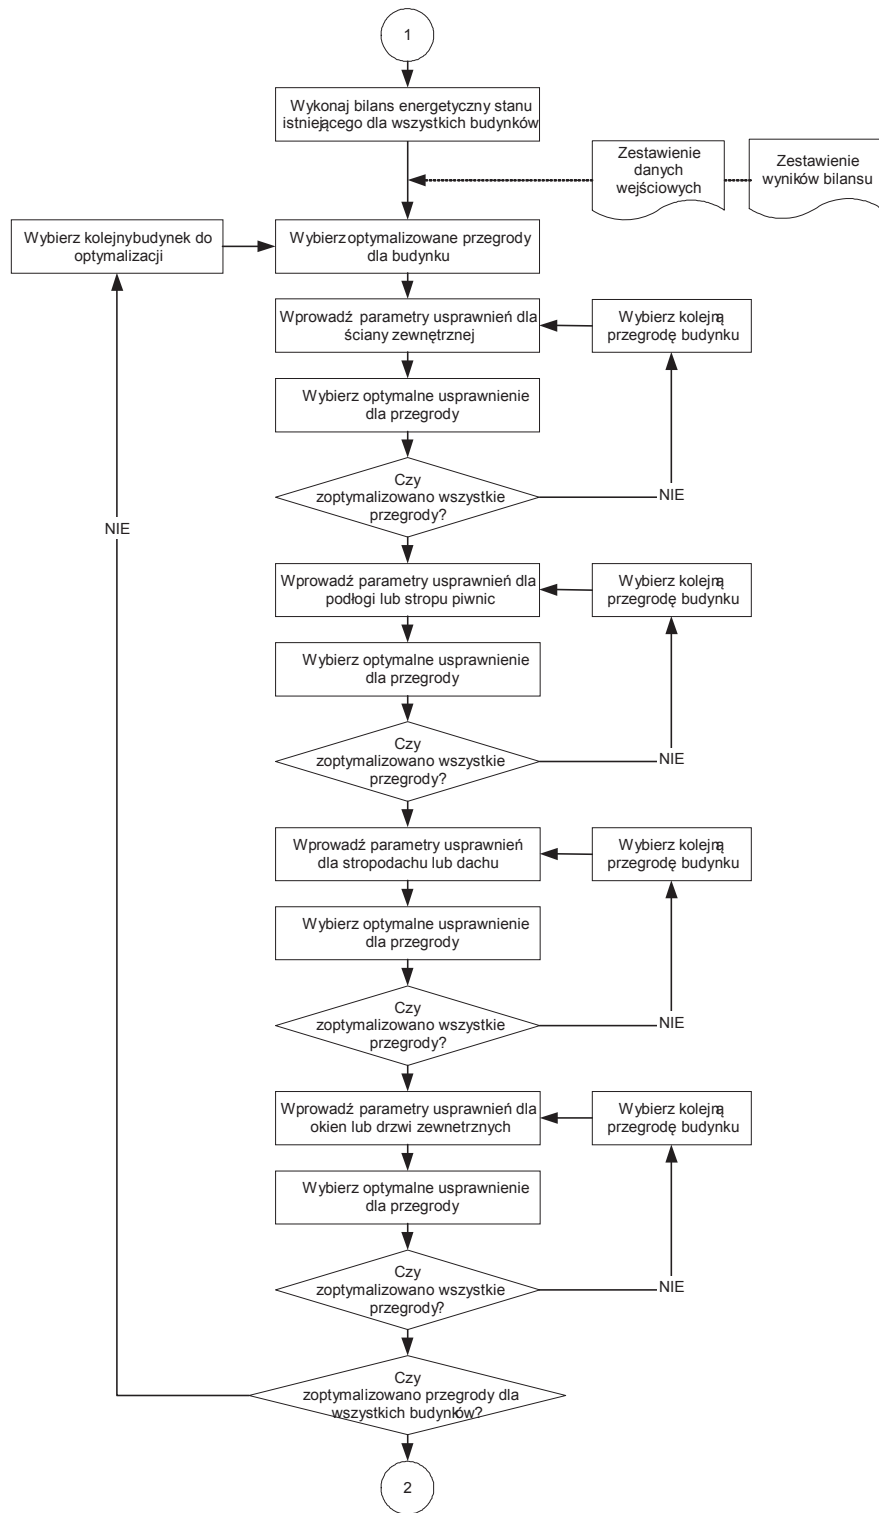 1
Wykonaj bilans energetyczny stanu
istniejącego dla wszystkich budynków
Zestawienie
danych
wejściowych
Zestawienie
wyników bilansu
Wybierz kolejnybudynek do
optymalizacji
Wybierzoptymalizowane przegrody
dla budynku
Wprowadź parametry usprawnień dla
ściany zewnętrznej
Wybierz kolejną
przegrodę budynku
Wybierz optymalne usprawnienie
dla przegrody
Czy
zoptymalizowano wszystkie
przegrody?
NIE
NIE
Wprowadź parametry usprawnień dla
podłogi lub stropu piwnic
Wybierz kolejną
przegrodę budynku
Wybierz optymalne usprawnienie
dla przegrody
Czy
zoptymalizowano wszystkie
przegrody?
NIE
Wprowadź parametry usprawnień
dla stropodachu lub dachu
Wybierz kolejną
przegrodę budynku
Wybierz optymalne usprawnienie
dla przegrody
Czy
zoptymalizowano wszystkie
przegrody?
NIE
Wprowadź parametry usprawnień dla
okien lub drzwi zewnetrznych
Wybierz kolejną
przegrodę budynku
Wybierz optymalne usprawnienie
dla przegrody
Czy
zoptymalizowano wszystkie
przegrody?
NIE
Czy
zoptymalizowano przegrody dla
wszystkich budynków?
2